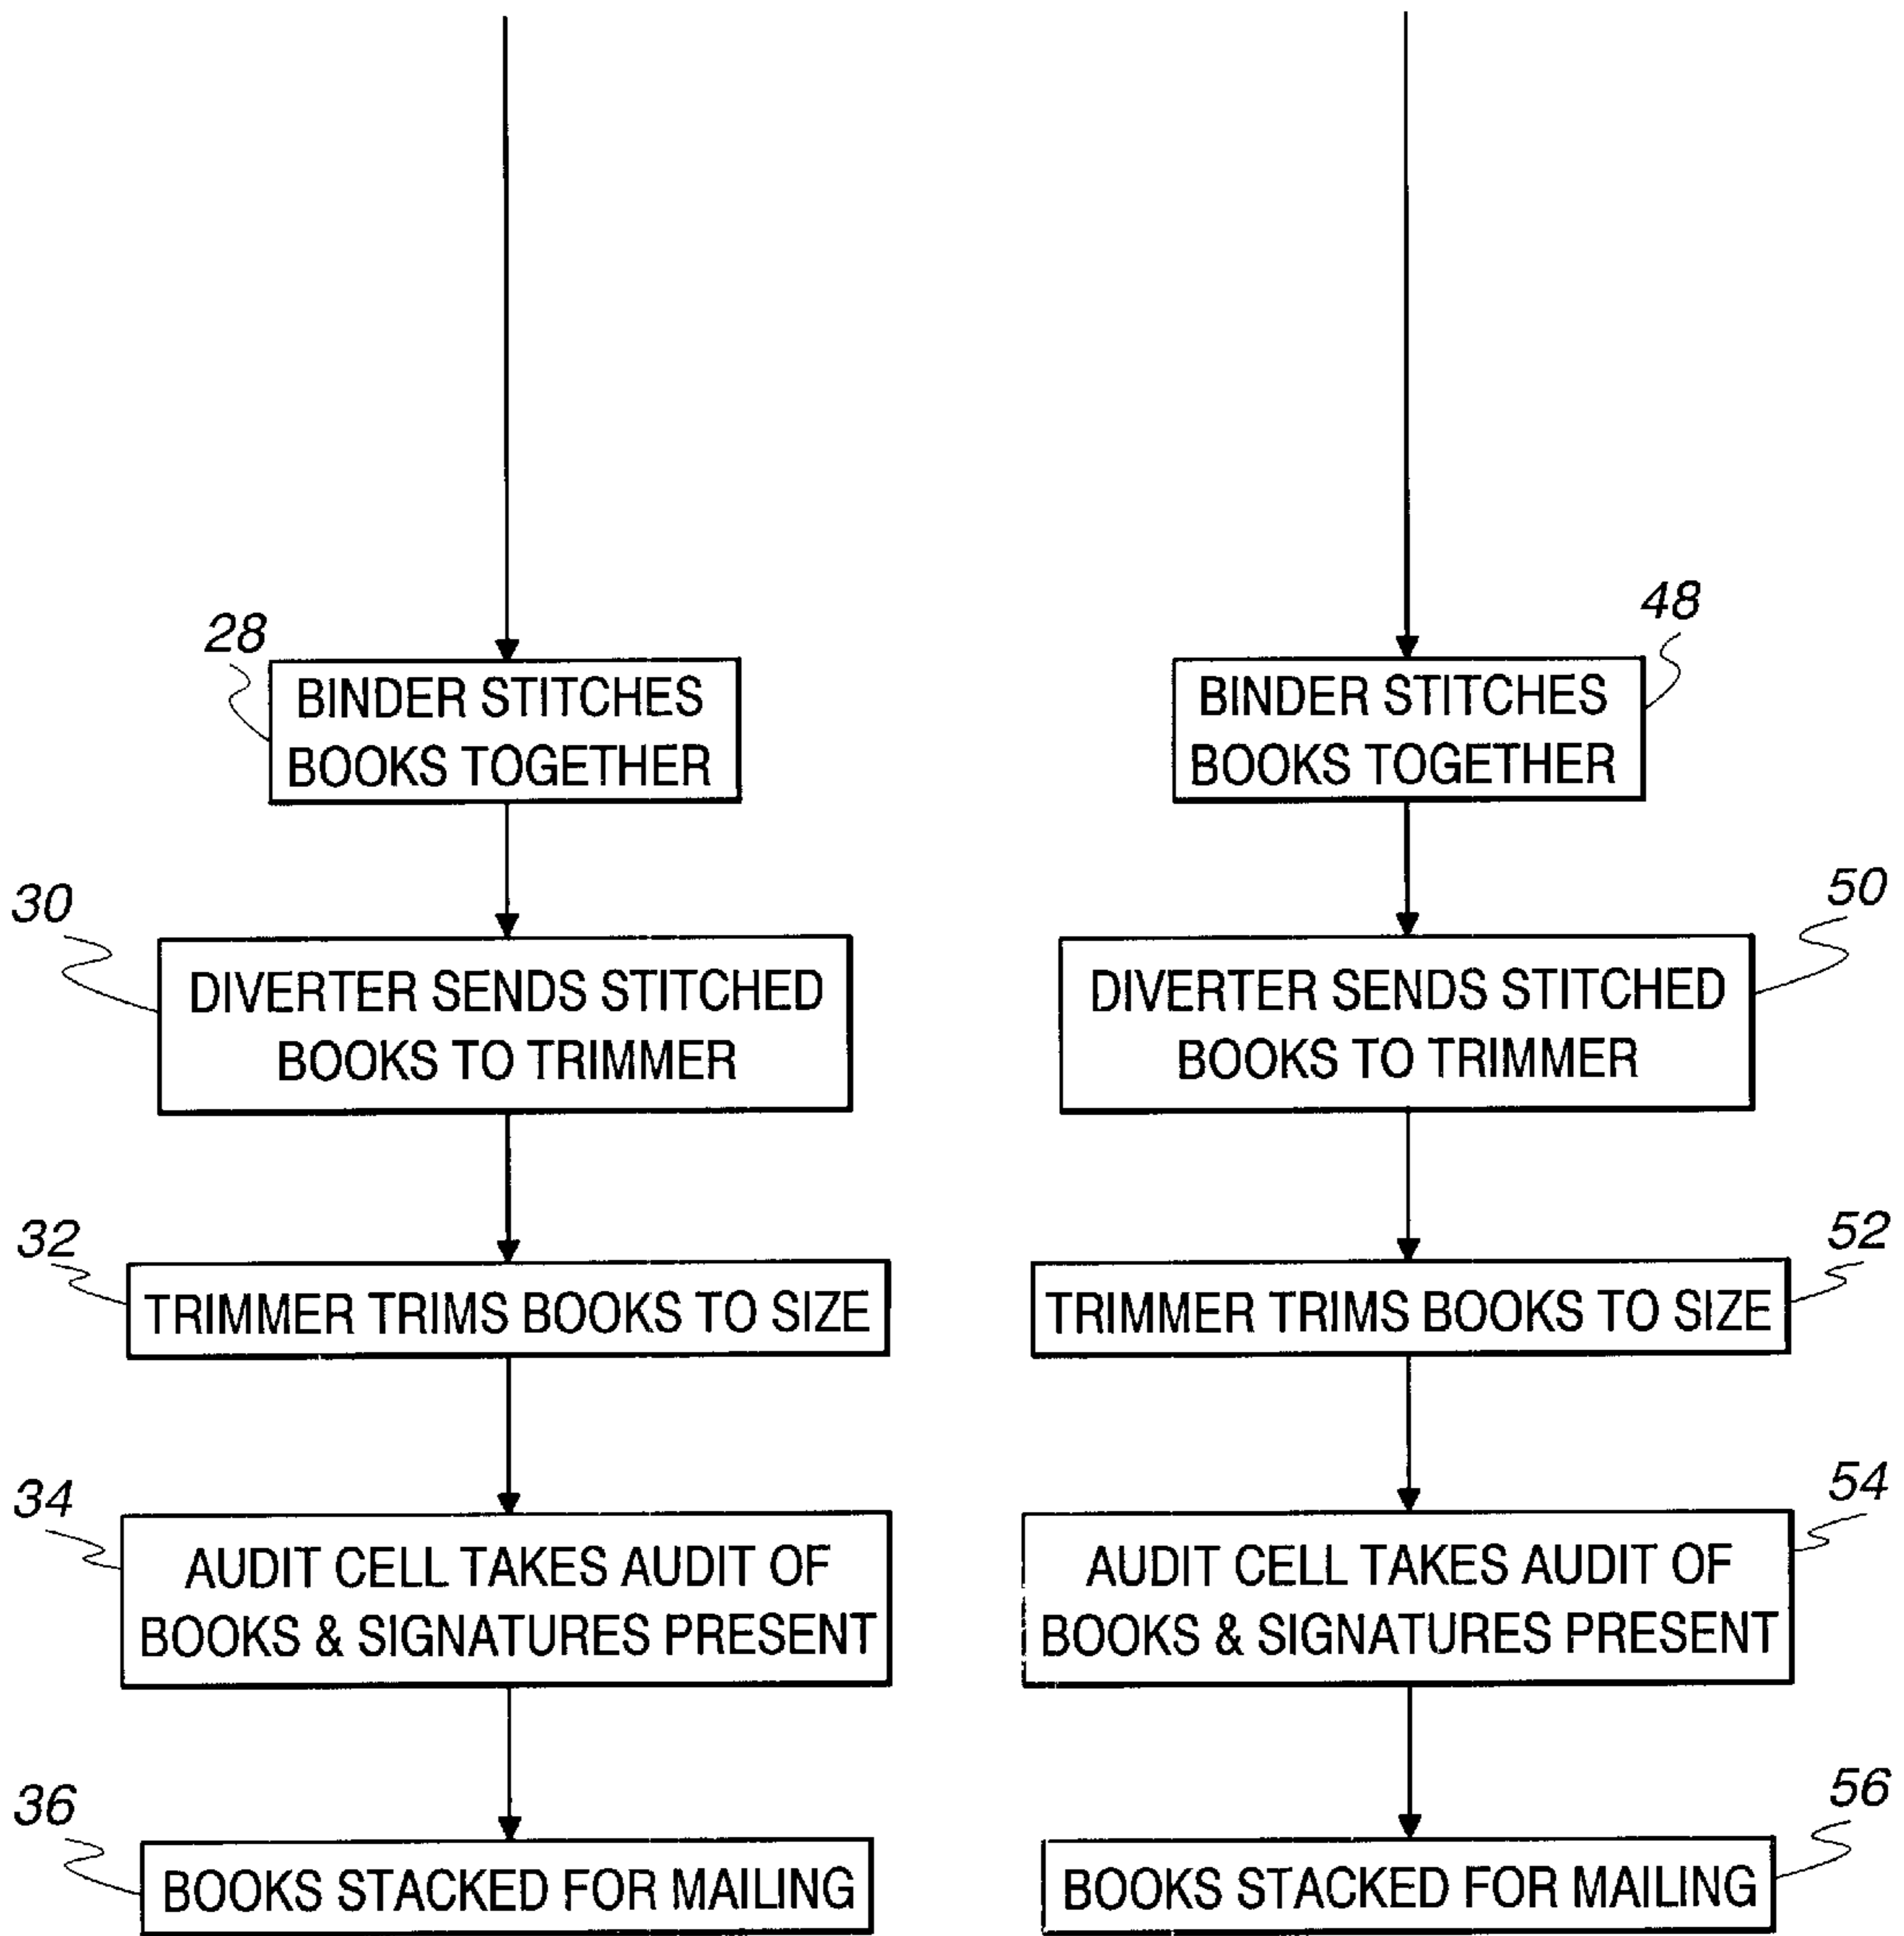 28
BINDER STITCHES
BOOKS TOGETHER
30
DIVERTER SENDS STITCHED
BOOKS TO TRIMMER
32
TRIMMER TRIMS BOOKS TO SIZE
34
AUDIT CELL TAKES AUDIT OF
BOOKS & SIGNATURES PRESENT
36
BOOKS STACKED FOR MAILING
48
BINDER STITCHES
BOOKS TOGETHER
50
DIVERTER SENDS STITCHED
BOOKS TO TRIMMER
52
TRIMMER TRIMS BOOKS TO SIZE
54
AUDIT CELL TAKES AUDIT OF
BOOKS & SIGNATURES PRESENT
56
BOOKS STACKED FOR MAILING